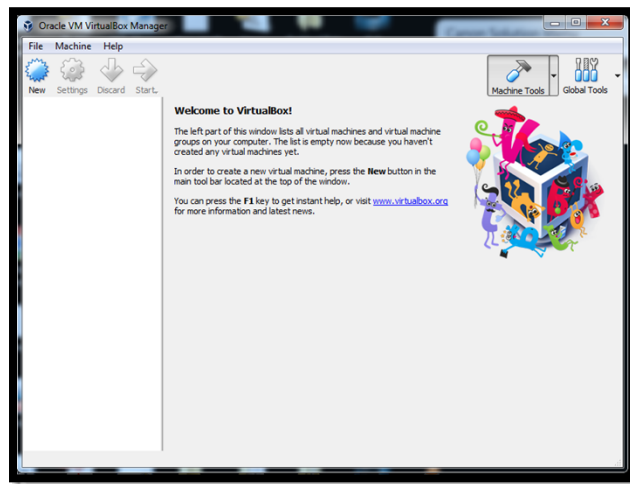 Oracle VM VirtualBox Manager
File Machine Help
New Settings Discard Start
Machine Tools Global Tools
Welcome to VirtualBox!
The left part of this window lists all virtual machines and virtual machine
groups on your computer. The list is empty now because you haven't
created any virtual machines yet.
In order to create a new virtual machine, press the New button in the
main tool bar located at the top of the window.
You can press the F1 key to get instant help, or visit www.virtualbox.org
for more information and latest news.